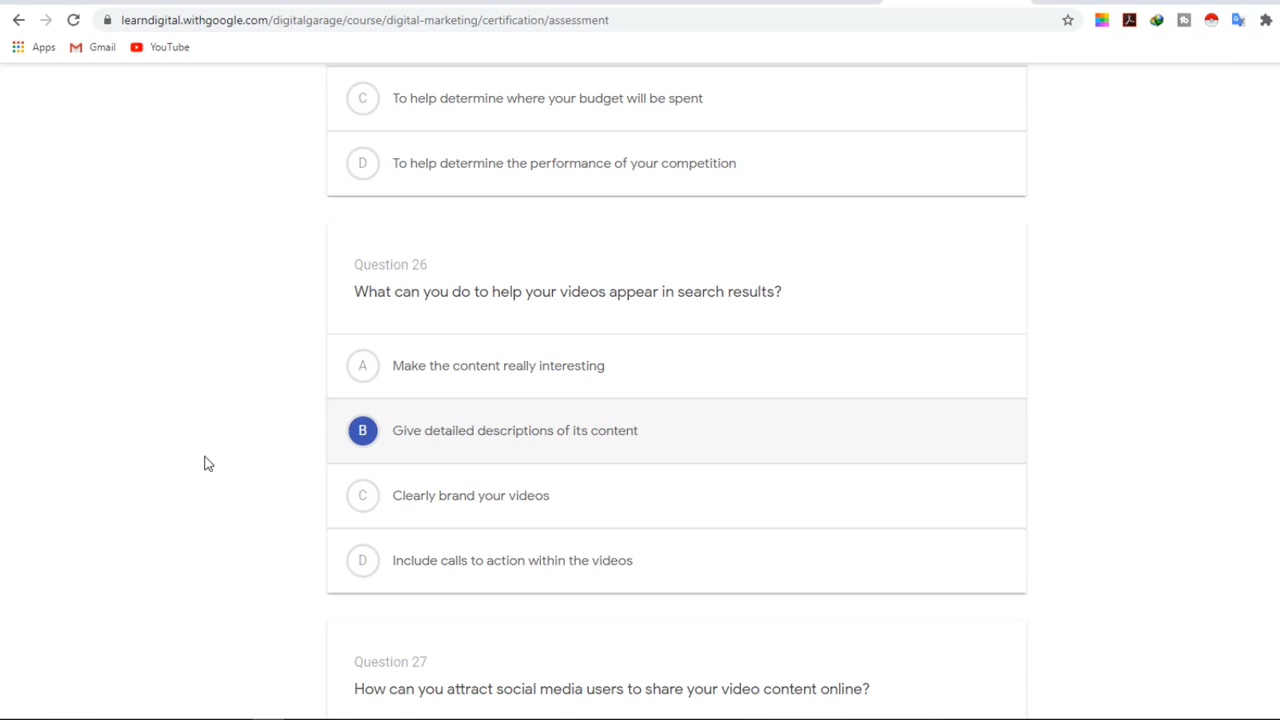 learndigital.withgoogle.com/digitalgarage/course/digital-marketing/certification/assessment
Apps Gmail YouTube
C To help determine where your budget will be spent
D To help determine the performance of your competition
Question 26
What can you do to help your videos appear in search results?
A Make the content really interesting
B Give detailed descriptions of its content
C Clearly brand your videos
D Include calls to action within the videos
Question 27
How can you attract social media users to share your video content online?